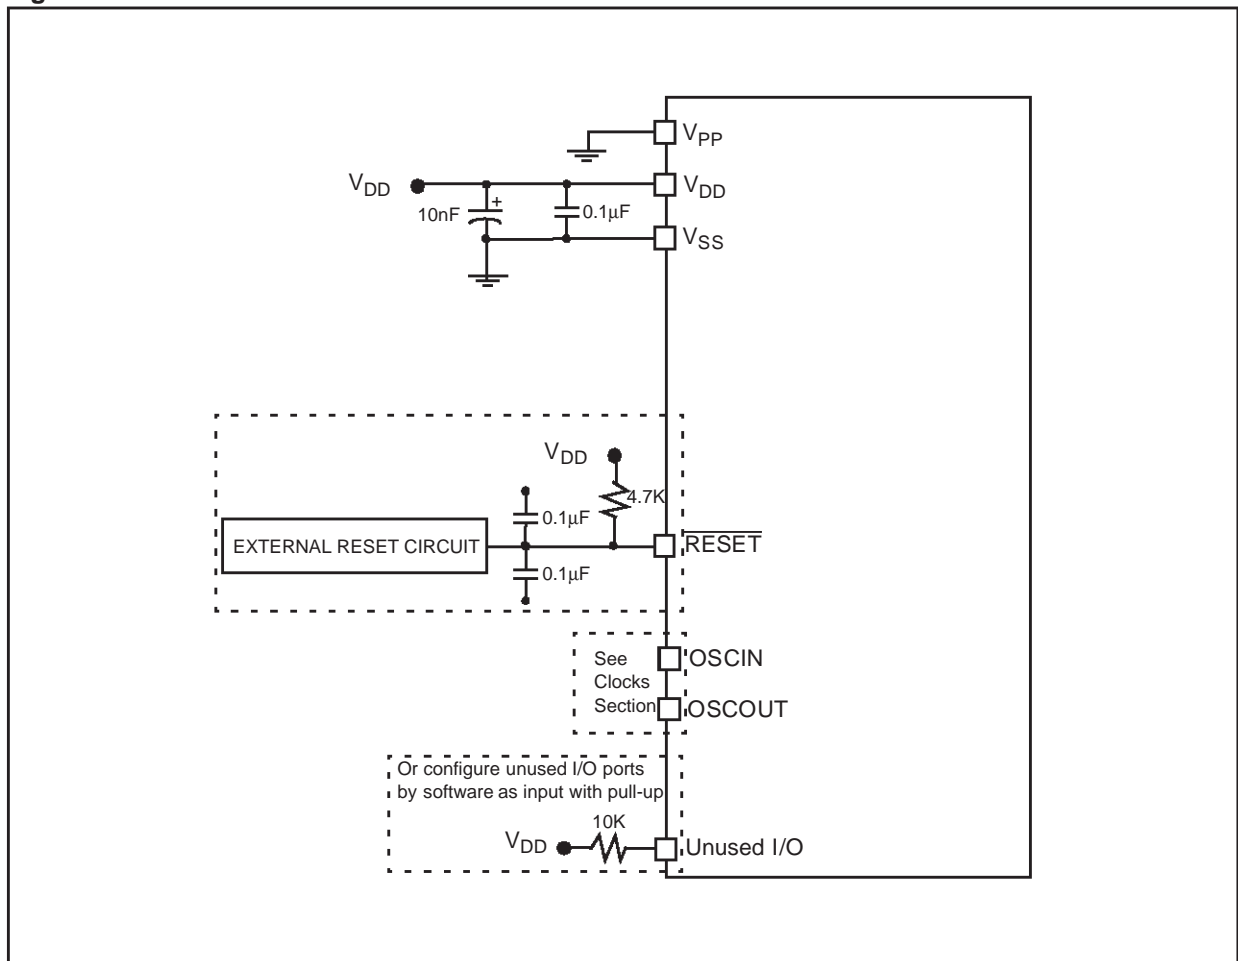 VPP
VDD
VDD
10nF
+
0.1μF
VSS
VDD
4.7K
0.1μF
EXTERNAL RESET CIRCUIT
RESET
0.1μF
See
Clocks
Section
OSCIN
OSCOUT
Or configure unused I/O ports
by software as input with pull-up
10K
VDD
Unused I/O